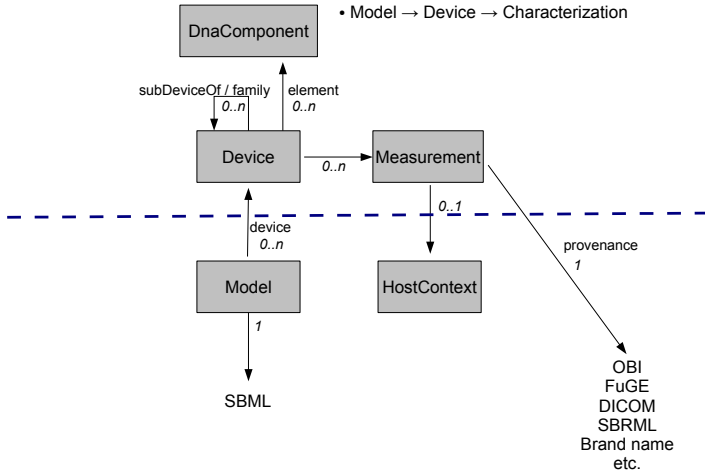 • Model → Device → Characterization
DnaComponent
subDeviceOf / family
0..n
element
0..n
Device
0..n
Measurement
device
0..n
0..1
provenance
1
Model
HostContext
1
SBML
OBI
FuGE
DICOM
SBRML
Brand name
etc.